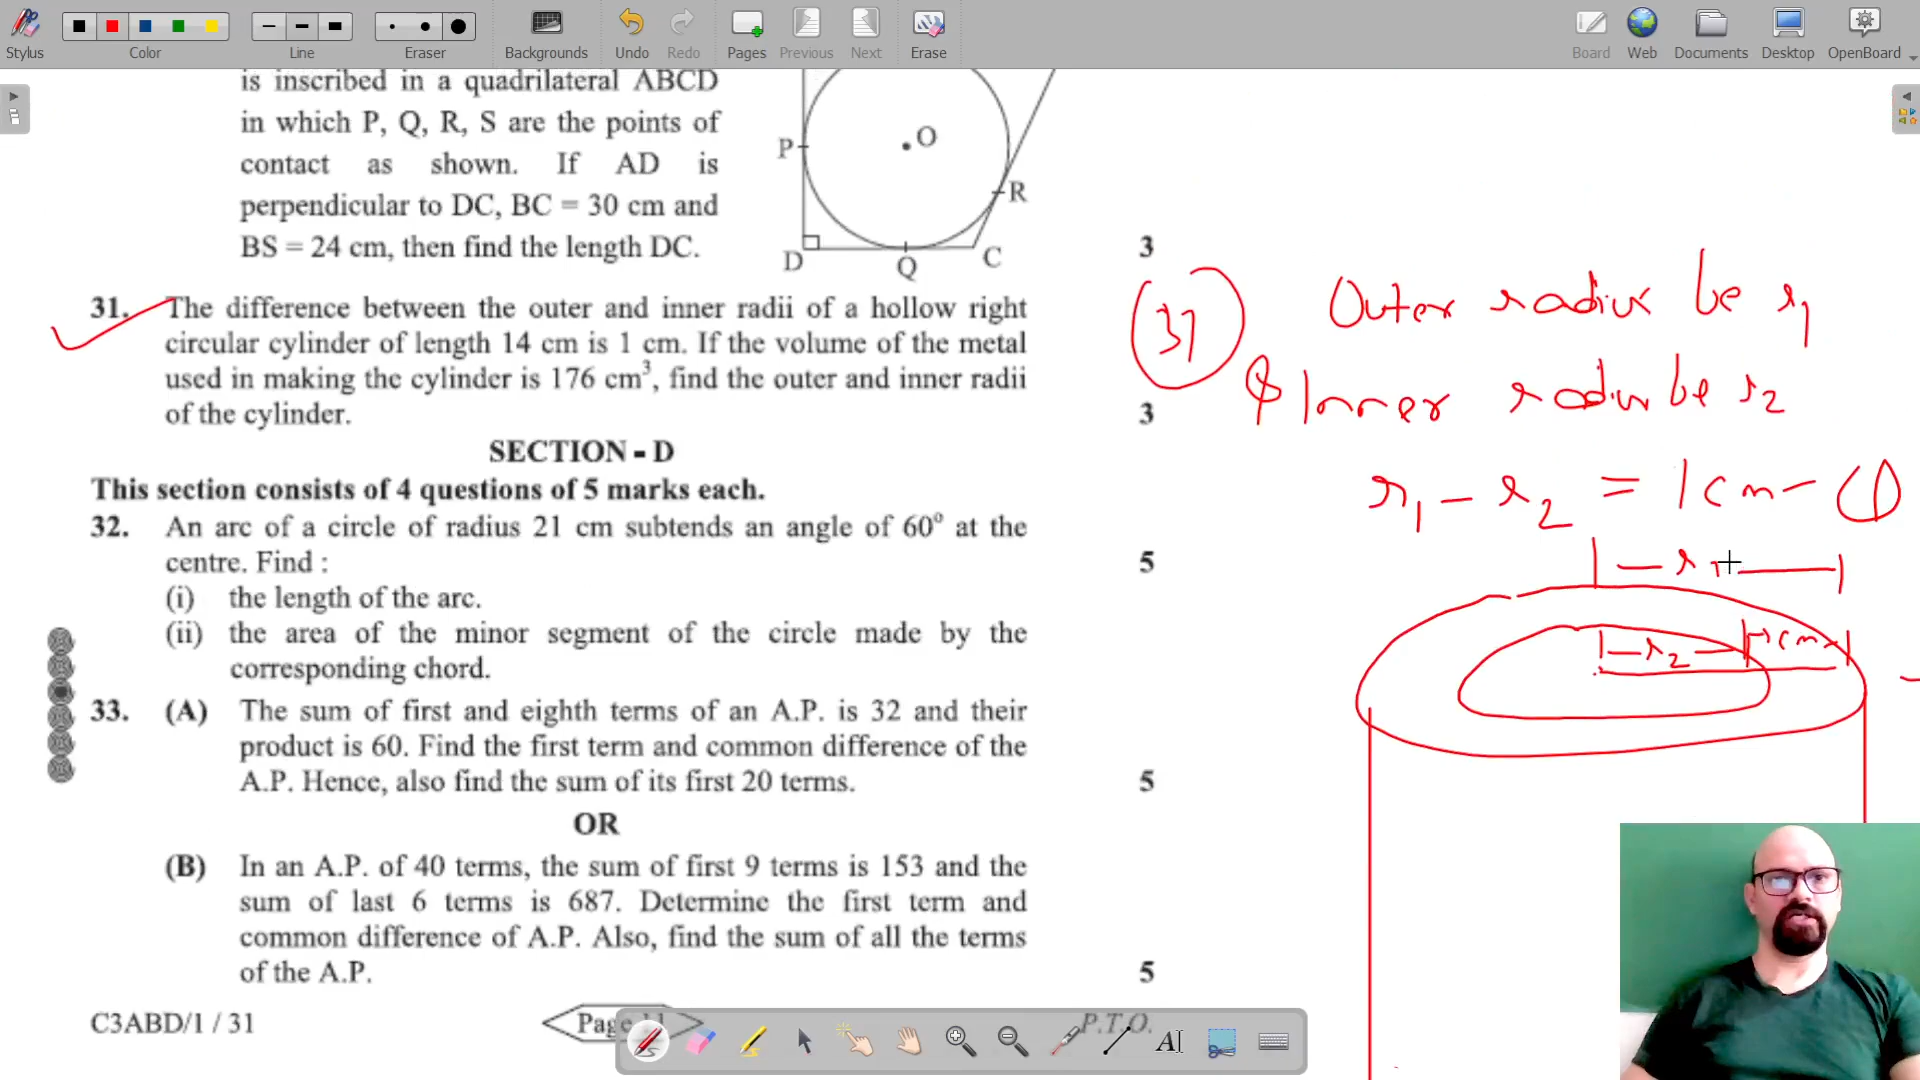 Stylus
Color
Line
Eraser
Backgrounds
Undo
Redo
Pages
Previous
Next
Erase
Board
Web
Documents
Desktop
OpenBoard
is inscribed in a quadrilateral ABCD
in which P, Q, R, S are the points of
contact as shown. If AD is
perpendicular to DC, BC = 30 cm and
BS = 24 cm, then find the length DC.
P
O
R
D
Q
C
3
31. The difference between the outer and inner radii of a hollow right
circular cylinder of length 14 cm is 1 cm. If the volume of the metal
used in making the cylinder is 176 cm³, find the outer and inner radii
of the cylinder.
3
SECTION - D
This section consists of 4 questions of 5 marks each.
32. An arc of a circle of radius 21 cm subtends an angle of 60° at the
centre. Find :
5
(i) the length of the arc.
(ii) the area of the minor segment of the circle made by the
corresponding chord.
33. (A) The sum of first and eighth terms of an A.P. is 32 and their
product is 60. Find the first term and common difference of the
A.P. Hence, also find the sum of its first 20 terms.
5
OR
(B) In an A.P. of 40 terms, the sum of first 9 terms is 153 and the
sum of last 6 terms is 687. Determine the first term and
common difference of A.P. Also, find the sum of all the terms
of the A.P.
5
C3ABD/1 / 31
Page 11
P.T.O.
31 Outer radius be r1
& Inner radius be r2
r1 - r2 = 1cm - 1
r1
r2
1cm